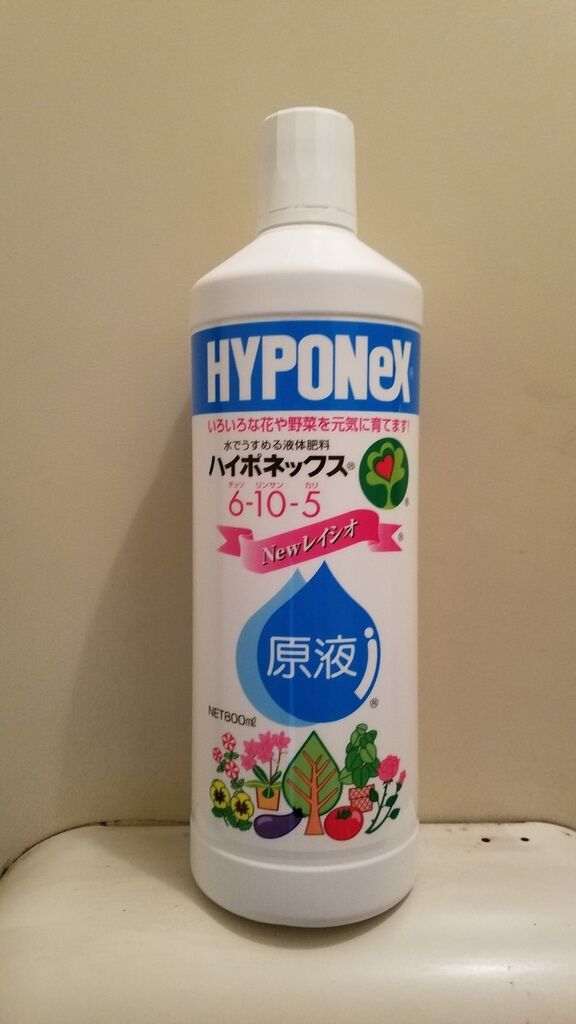 HYPONeX®
いろいろな花や野菜を元気に育てます!
水でうすめる液体肥料
ハイポネックス®
チッソ リンサン カリ
6-10-5
®
Newレイシオ®
原液j®
NET800mℓ